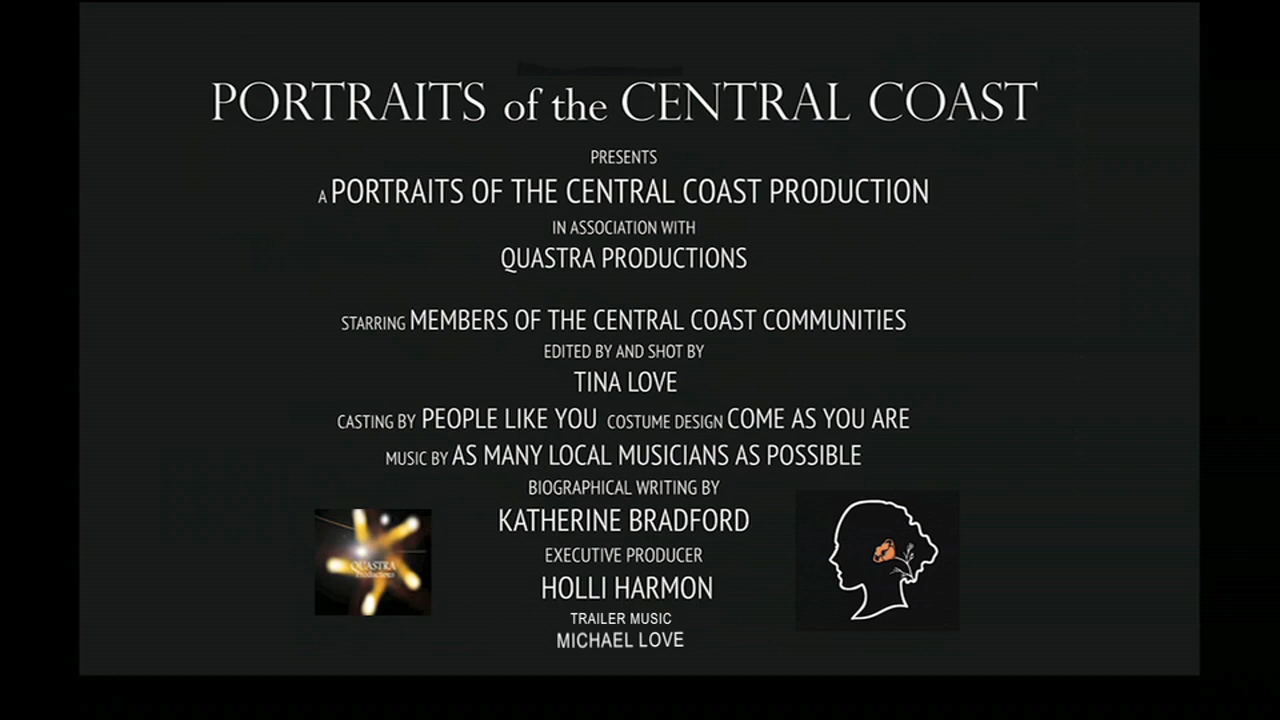 PORTRAITS of the CENTRAL COAST
PRESENTS
A PORTRAITS OF THE CENTRAL COAST PRODUCTION
IN ASSOCIATION WITH
QUASTRA PRODUCTIONS
STARRING MEMBERS OF THE CENTRAL COAST COMMUNITIES
EDITED BY AND SHOT BY
TINA LOVE
CASTING BY PEOPLE LIKE YOU COSTUME DESIGN COME AS YOU ARE
MUSIC BY AS MANY LOCAL MUSICIANS AS POSSIBLE
BIOGRAPHICAL WRITING BY
KATHERINE BRADFORD
EXECUTIVE PRODUCER
HOLLI HARMON
TRAILER MUSIC
MICHAEL LOVE
QUASTRA
Productions